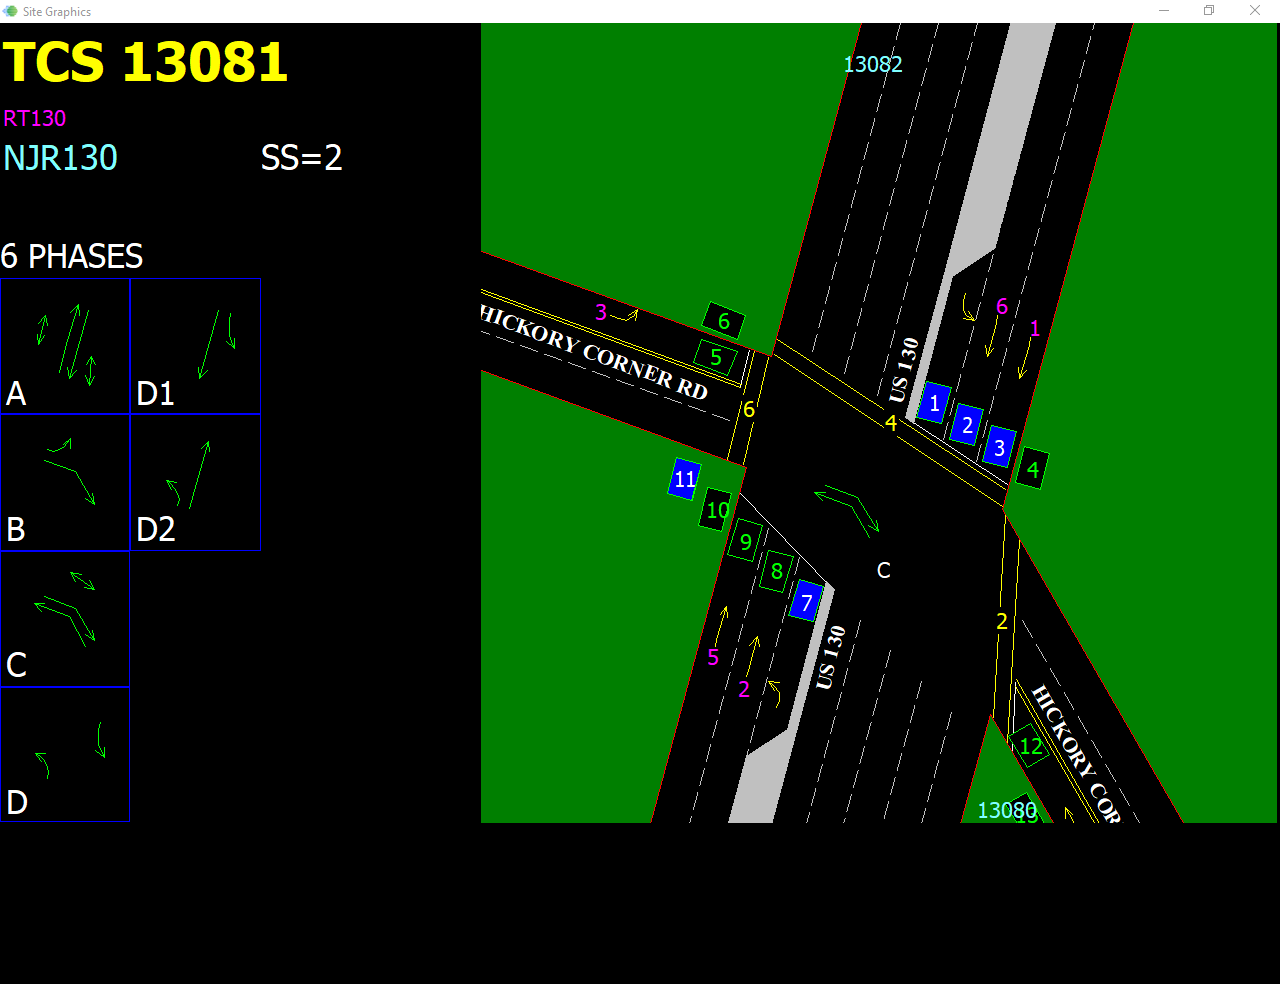 Site Graphics
TCS 13081
RT130
NJR130 SS=2
6 PHASES
A
D1
B
D2
C
D
13082
3
6
5
HICKORY CORNER RD
6
US 130
4
6
1
1
2
3
4
11
10
9
8
7
C
5
2
US 130
2
12
HICKORY COR
13080
13